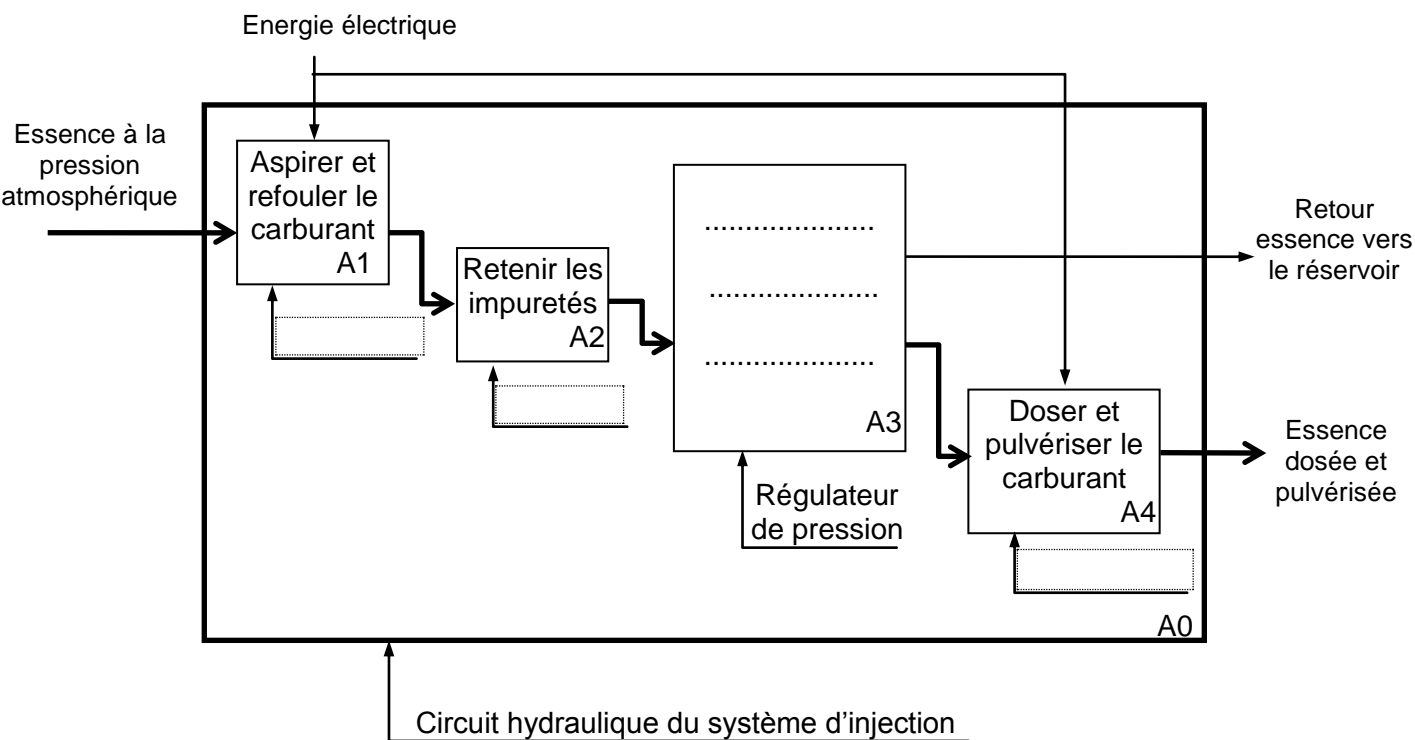 Energie électrique
Essence à la
pression
atmosphérique
Aspirer et
refouler le
carburant
A1
Retenir les
impuretés
A2
.....................
.....................
.....................
A3
Régulateur
de pression
Doser et
pulvériser le
carburant
A4
Retour
essence vers
le réservoir
Essence
dosée et
pulvérisée
A0
Circuit hydraulique du système d’injection